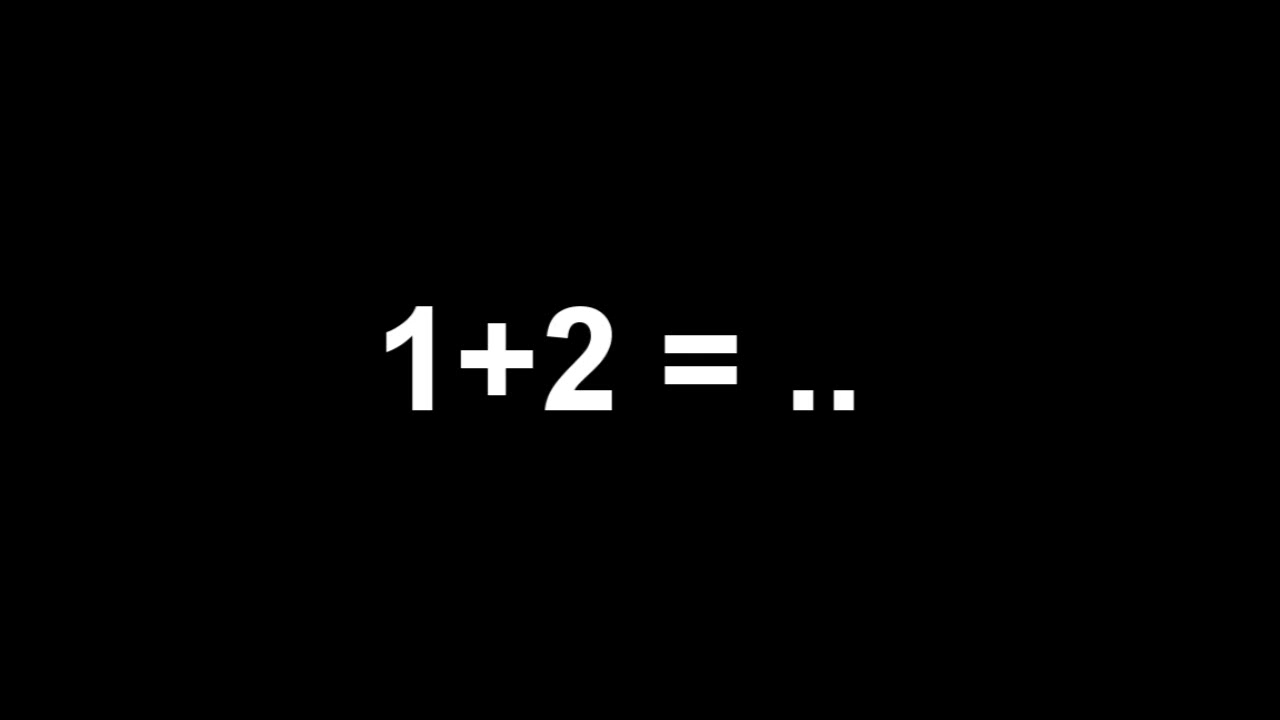 1+2 = ..